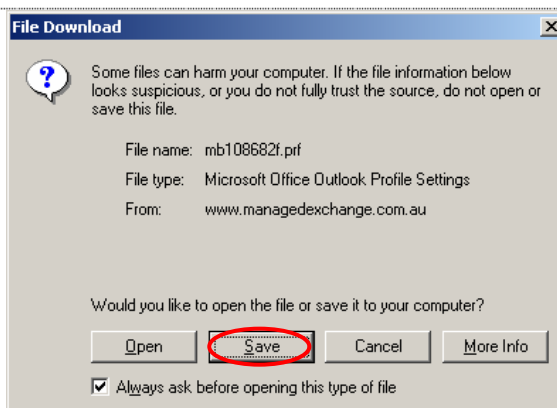 File Download
Some files can harm your computer. If the file information below
looks suspicious, or you do not fully trust the source, do not open or
save this file.
File name: mb108682f.prf
File type: Microsoft Office Outlook Profile Settings
From: www.managedexchange.com.au
Would you like to open the file or save it to your computer?
Open Save Cancel More Info
Always ask before opening this type of file